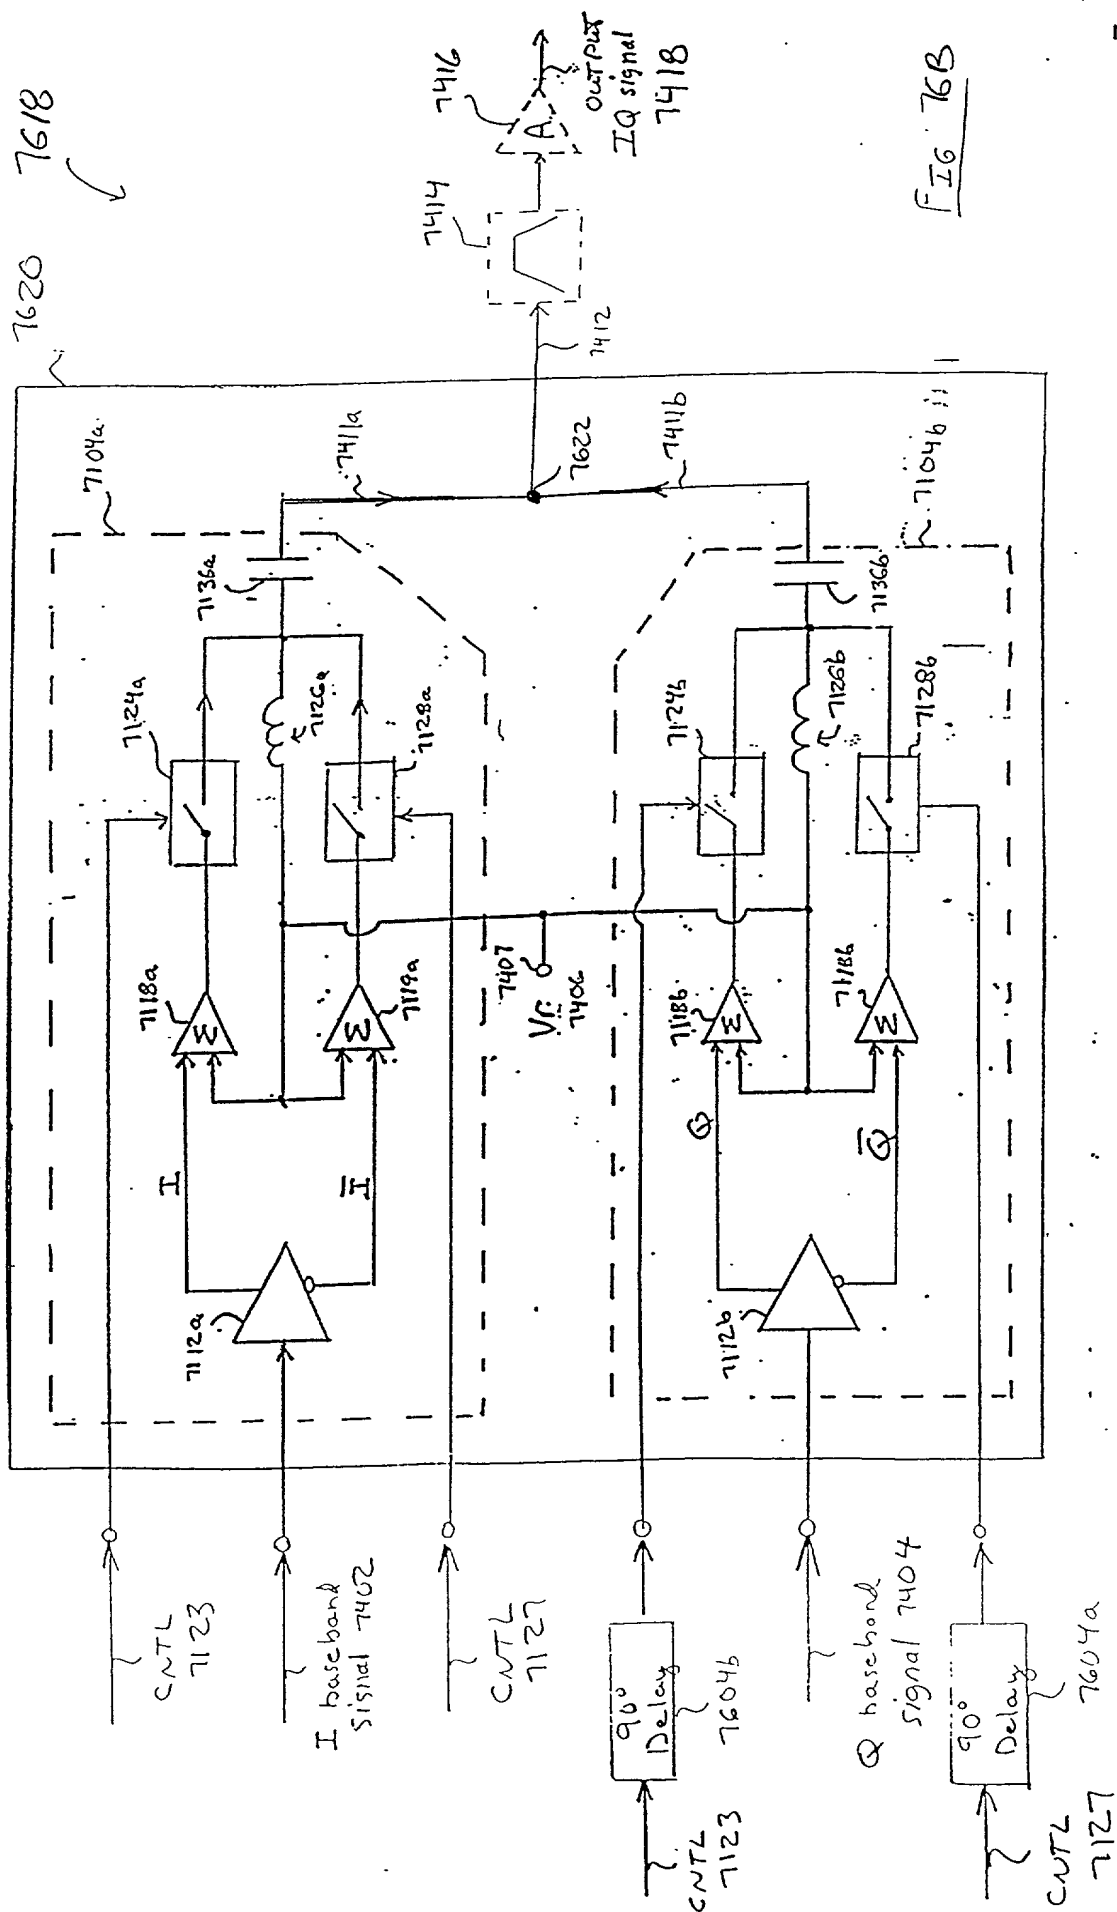 7618
7620
7104a
7411a
7136a
7124a
7126a
7128a
7118a
7119a
I
I̅
7112a
CNTL
7123
I baseband
signal 7402
CNTL
7127
7416
A
OUTPUT
IQ signal
7418
7414
7412
7622
7411b
7407
Vr
7406
7104b
7136b
7124b
7126b
7128b
7118b
7118b
Σ
Σ
Σ
Σ
Q
Q̅
7112b
90°
Delay
7604b
CNTL
7123
Q baseband
signal 7404
90°
Delay
7604a
CNTL
7127
FIG 76B